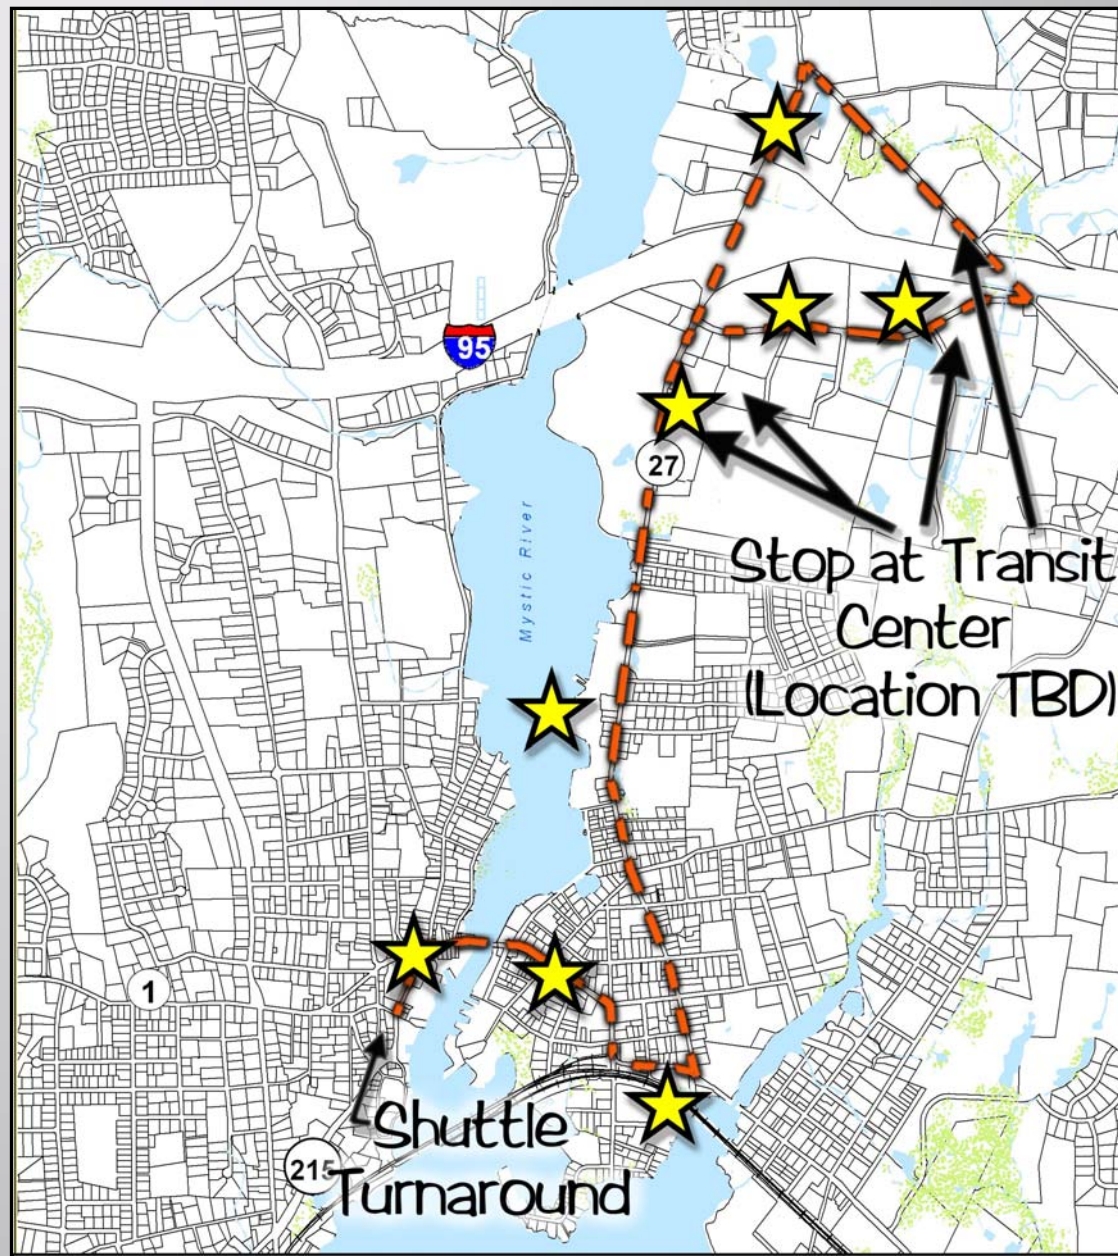 95
27
Mystic River
Stop at Transit
Center
(Location TBD)
1
Shuttle
215
Turnaround